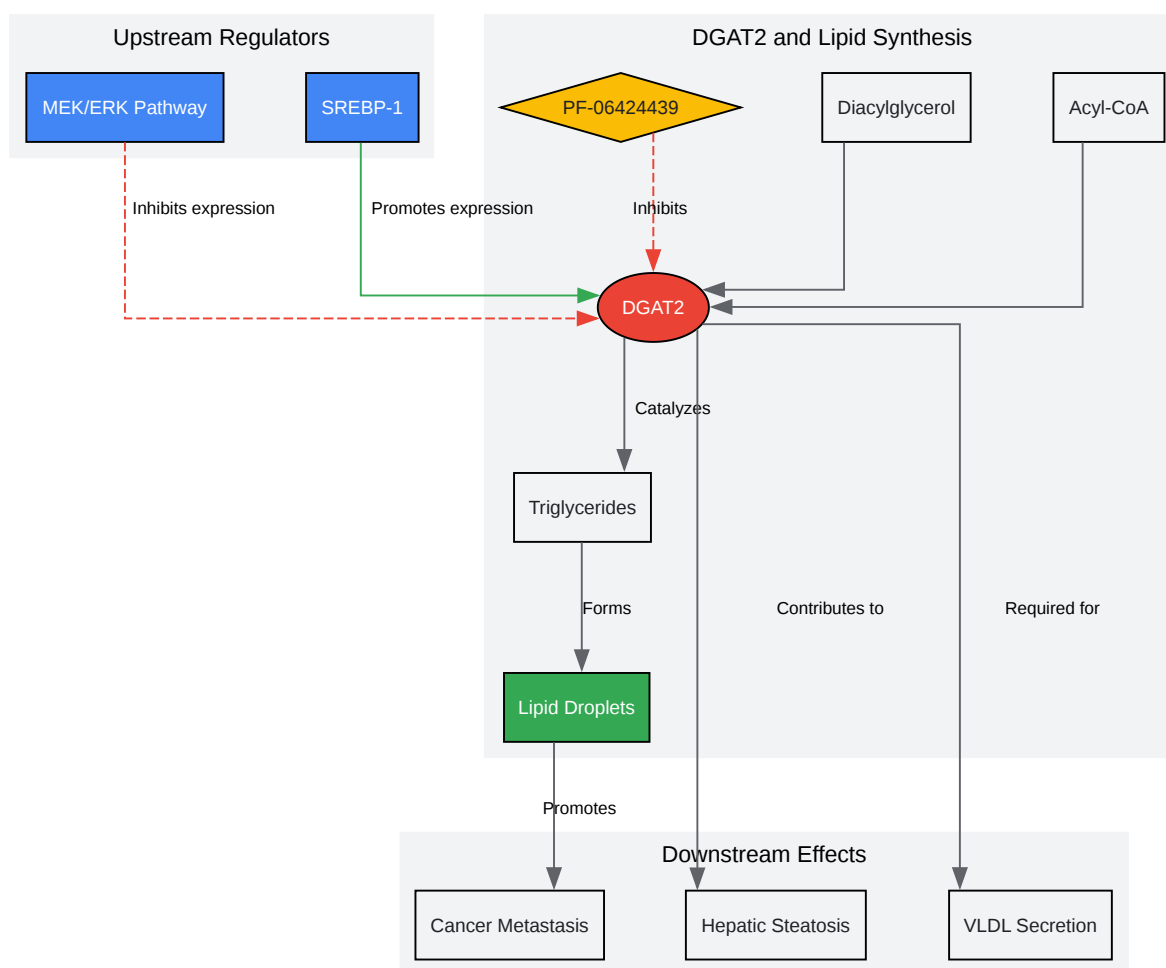 Upstream Regulators
DGAT2 and Lipid Synthesis
MEK/ERK Pathway
SREBP-1
PF-06424439
Diacylglycerol
Acyl-CoA
Inhibits expression
Promotes expression
Inhibits
DGAT2
Catalyzes
Triglycerides
Forms
Contributes to
Required for
Lipid Droplets
Promotes
Downstream Effects
Cancer Metastasis
Hepatic Steatosis
VLDL Secretion